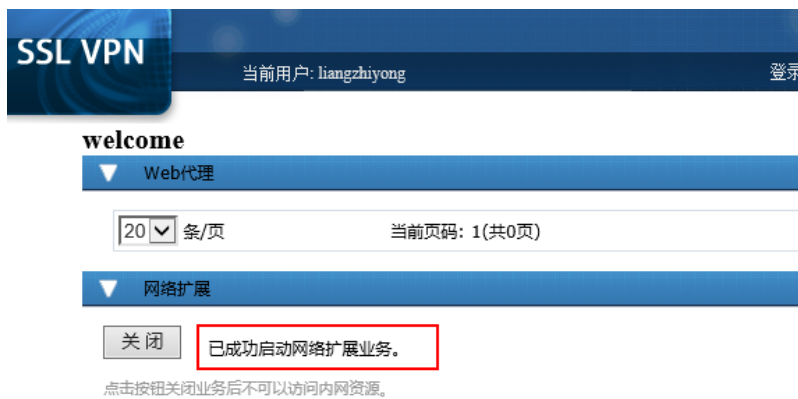 SSL VPN
当前用户: liangzhiyong 登录
welcome
Web代理
20 条/页 当前页码: 1(共0页)
网络扩展
关闭 已成功启动网络扩展业务。
点击按钮关闭业务后不可以访问内网资源。